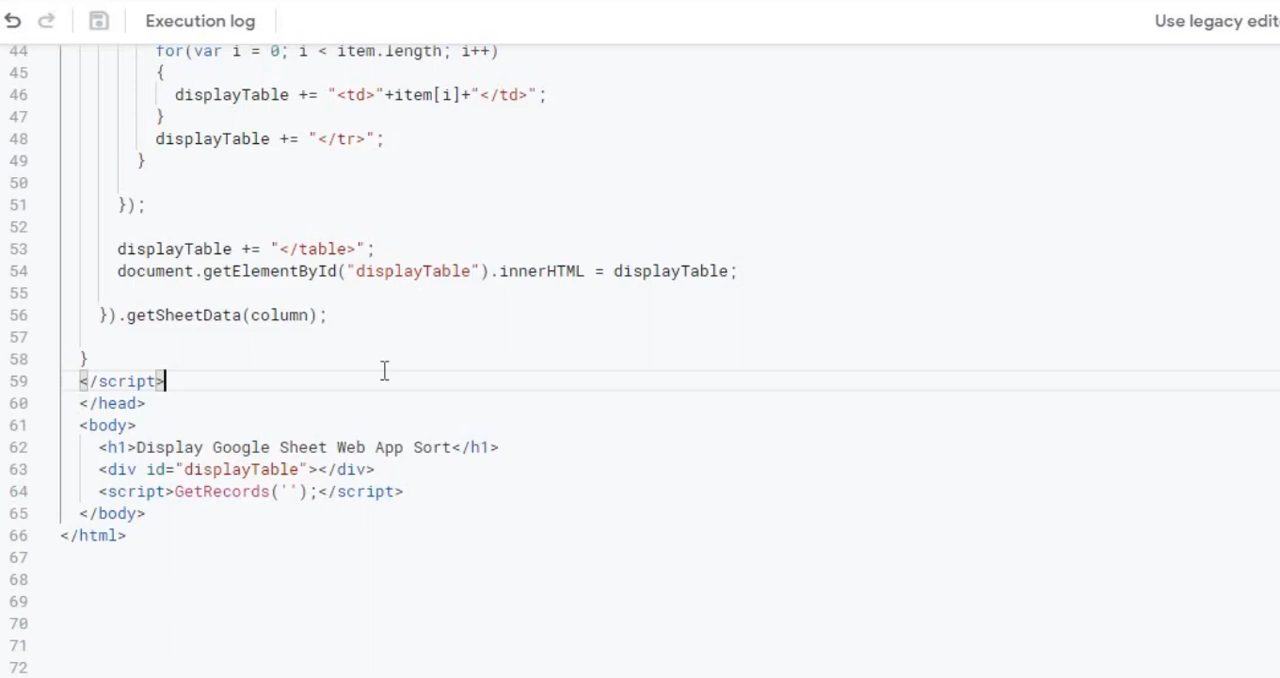 Execution log
Use legacy edit
44 for(var i = 0; i < item.length; i++)
45 {
46 displayTable += "<td>"+item[i]+"</td>";
47 }
48 displayTable += "</tr>";
49 }
50
51 });
52
53 displayTable += "</table>";
54 document.getElementById("displayTable").innerHTML = displayTable;
55
56 }).getSheetData(column);
57
58 }
59 </script>
60 </head>
61 <body>
62 <h1>Display Google Sheet Web App Sort</h1>
63 <div id="displayTable"></div>
64 <script>GetRecords('');</script>
65 </body>
66 </html>
67
68
69
70
71
72